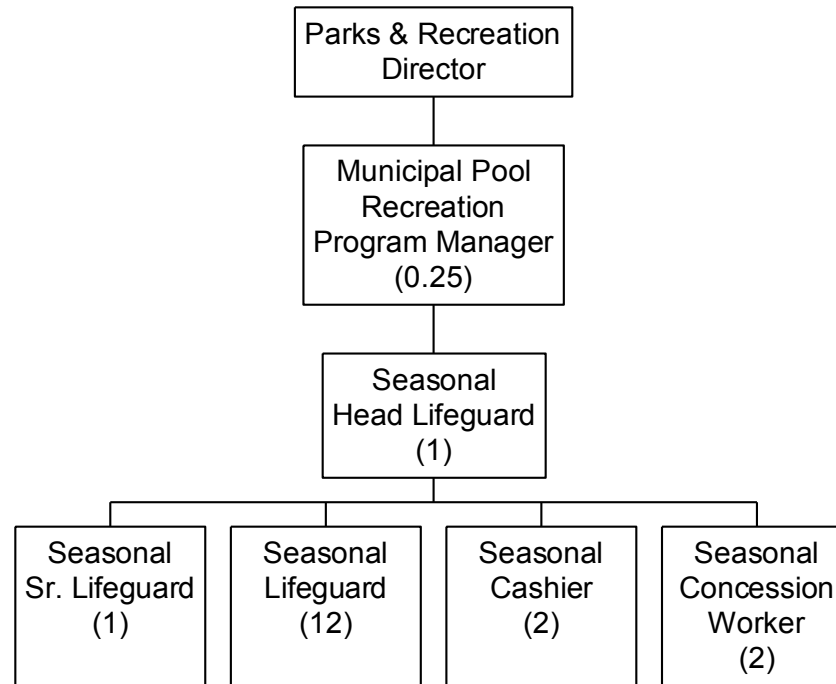 Parks & Recreation
Director
Municipal Pool
Recreation
Program Manager
(0.25)
Seasonal
Head Lifeguard
(1)
Seasonal
Sr. Lifeguard
(1)
Seasonal
Lifeguard
(12)
Seasonal
Cashier
(2)
Seasonal
Concession
Worker
(2)